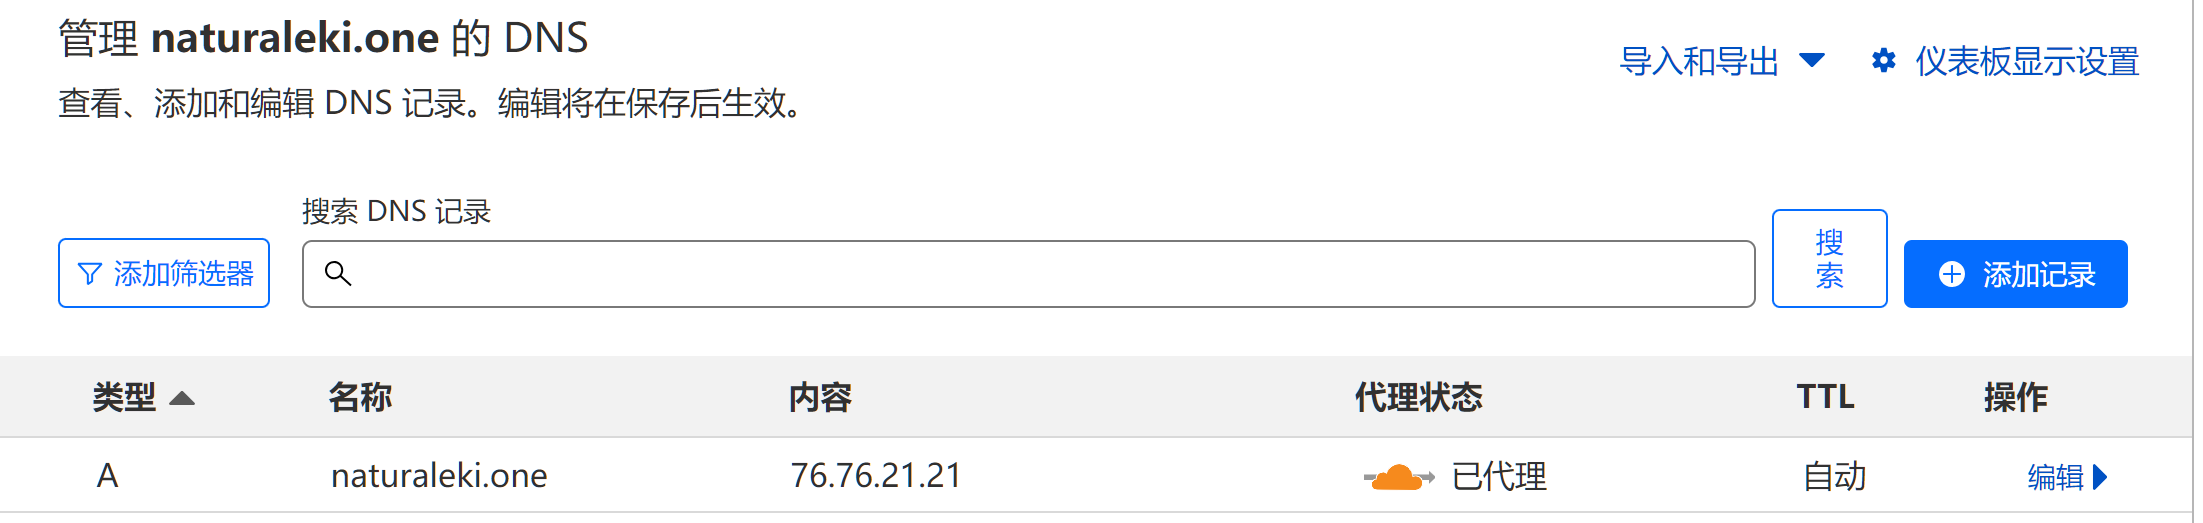 管理 naturaleki.one 的 DNS
导入和导出
仪表板显示设置
查看、添加和编辑 DNS 记录。编辑将在保存后生效。
搜索 DNS 记录
添加筛选器
搜
索
添加记录
类型 名称 内容 代理状态 TTL 操作
A naturaleki.one 76.76.21.21 已代理 自动 编辑